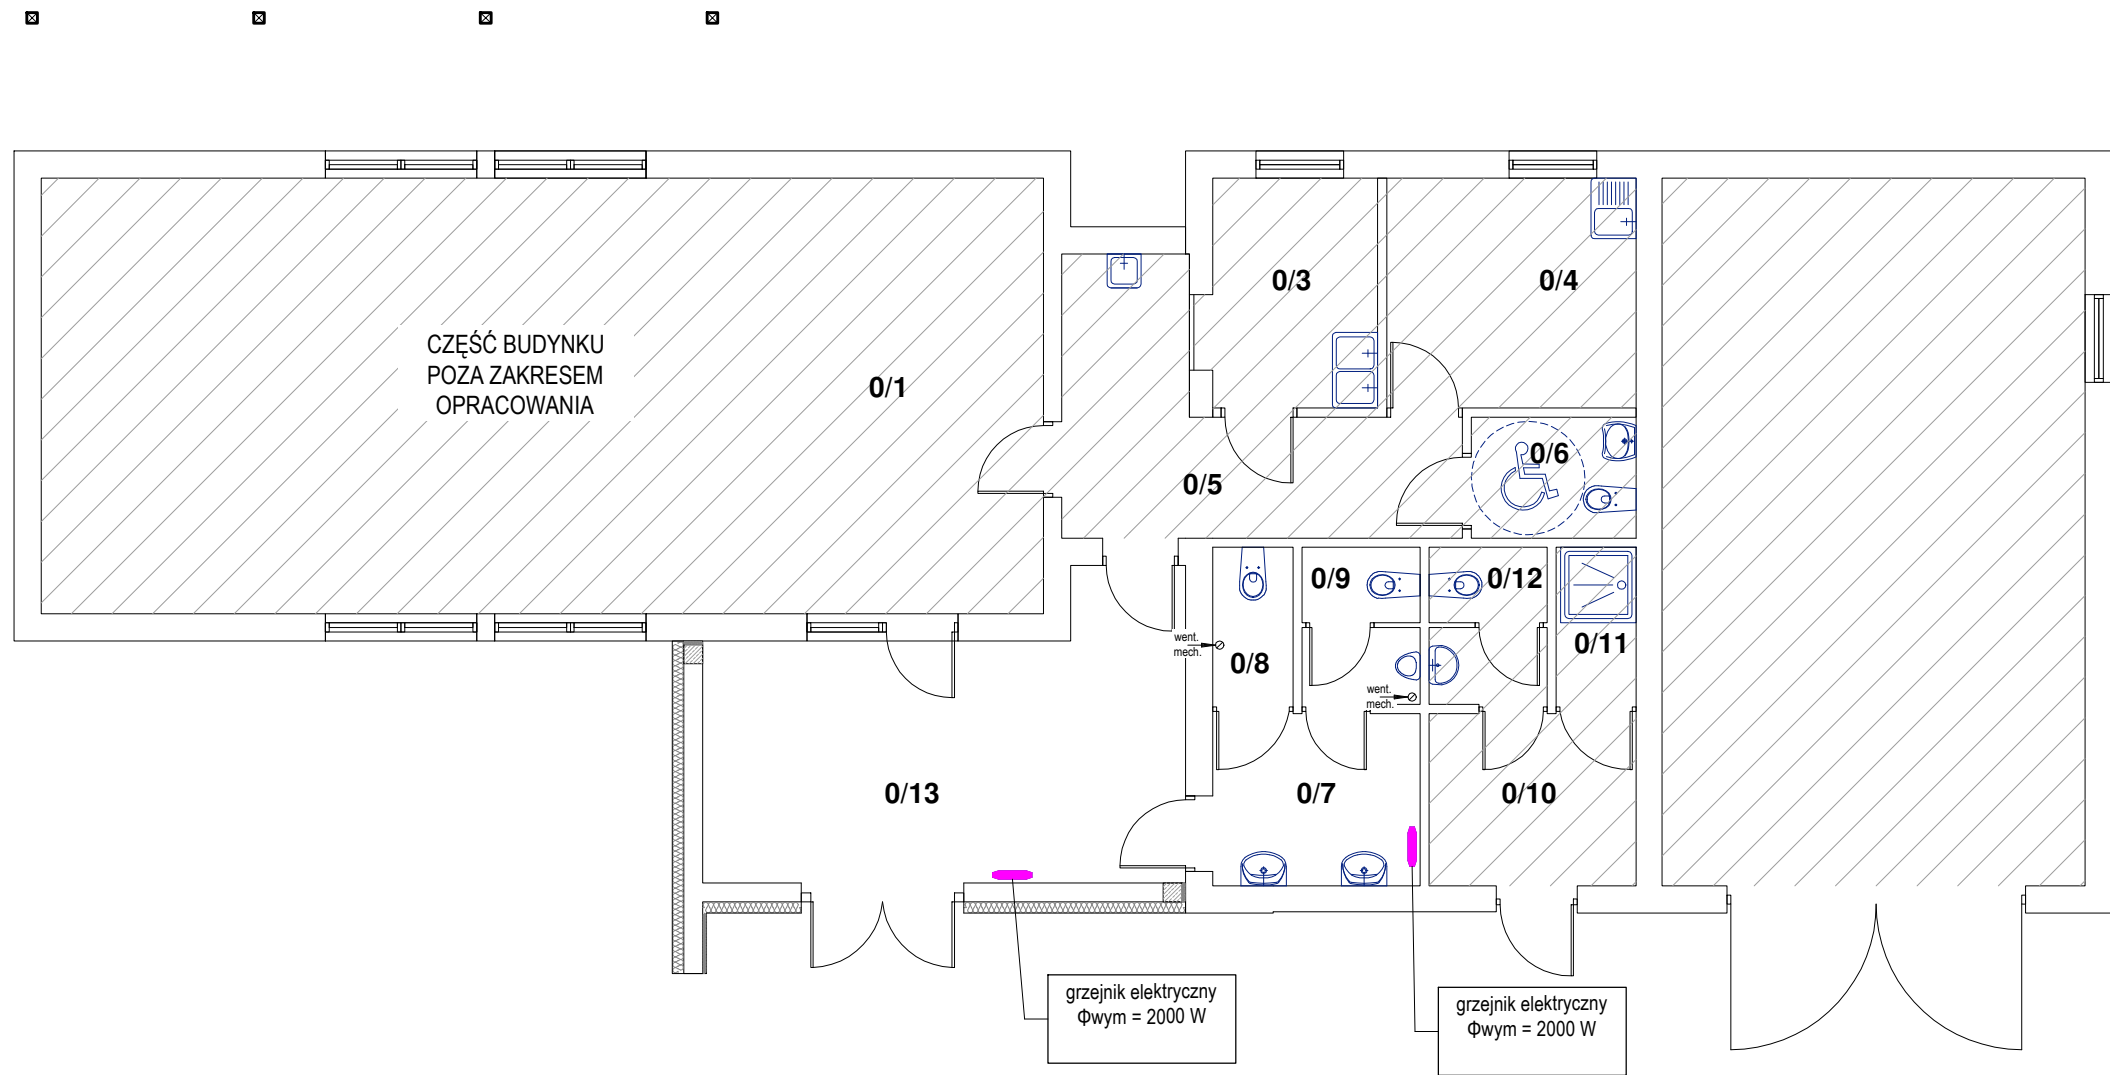 0/3
0/4
CZĘŚĆ BUDYNKU
POZA ZAKRESEM
OPRACOWANIA
0/1
0/6
0/5
0/9
0/12
went.
mech.
0/8
0/11
went.
mech.
0/13
0/7
0/10
grzejnik elektryczny
Φwym = 2000 W
grzejnik elektryczny
Φwym = 2000 W